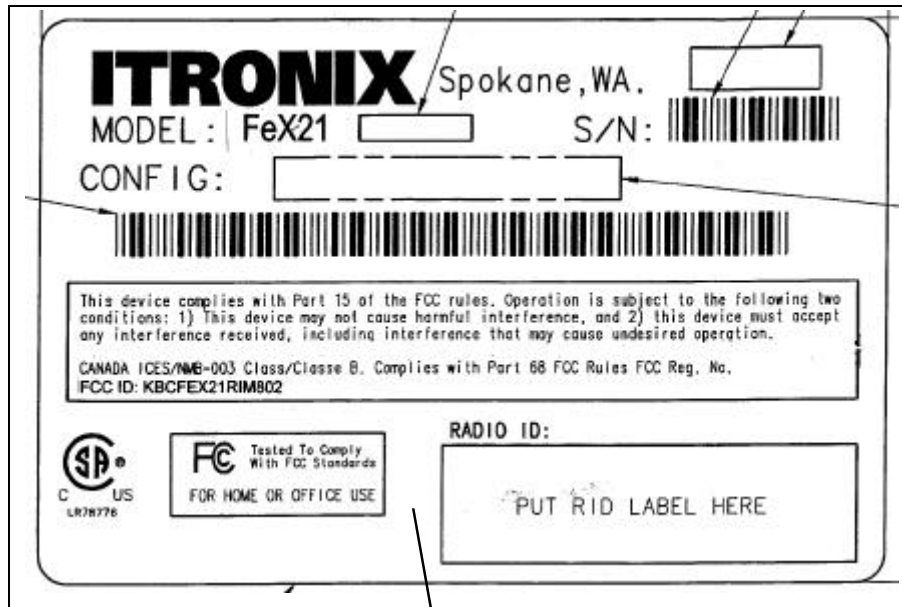 ITRONIX Spokane,WA.
MODEL: FeX21 S/N:
CONFIG:
This device complies with Part 15 of the FCC rules. Operation is subject to the following two
conditions: 1) This device may not cause harmful interference, and 2) this device must accept
any interference received, including interference that may cause undesired operation.
CANADA ICES/NMB-003 Class/Classe B. Complies with Part 68 FCC Rules FCC Reg. No.
FCC ID: KBCFEX21RIM802
RADIO ID:
SA ®
C US
LR78776
FC Tested To Comply
With FCC Standards
FOR HOME OR OFFICE USE
PUT RID LABEL HERE